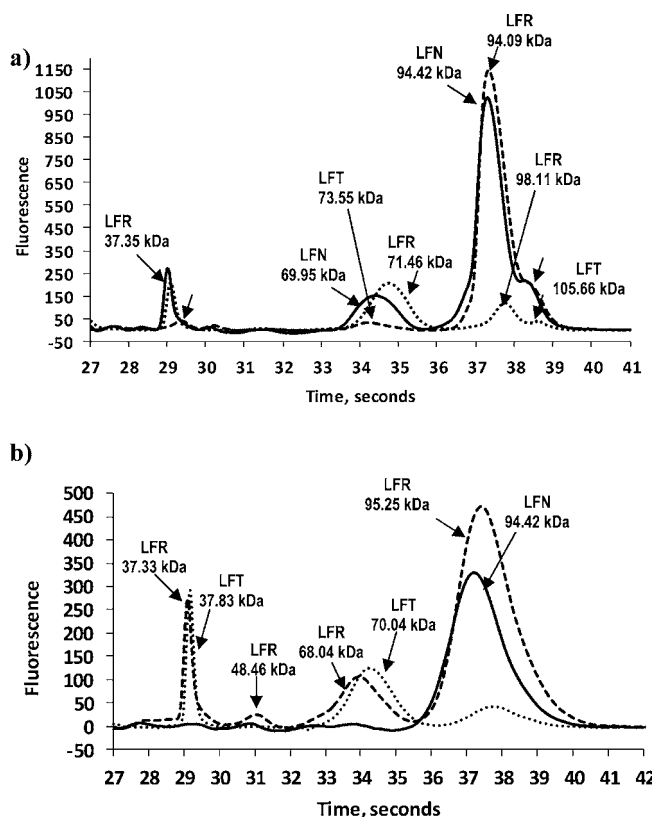 a)
LFR
94.09 kDa
LFN
94.42 kDa
LFR
98.11 kDa
LFT
73.55 kDa
LFR
37.35 kDa
LFN
69.95 kDa
LFR
71.46 kDa
LFT
105.66 kDa
Fluorescence
1150
1050
950
850
750
650
550
450
350
250
150
50
-50
27 28 29 30 31 32 33 34 35 36 37 38 39 40 41
Time, seconds
b)
LFR
95.25 kDa
LFN
94.42 kDa
LFR
37.33 kDa
LFT
37.83 kDa
LFR
48.46 kDa
LFR
68.04 kDa
LFT
70.04 kDa
Fluorescence
500
450
400
350
300
250
200
150
100
50
0
-50
27 28 29 30 31 32 33 34 35 36 37 38 39 40 41 42
Time, seconds